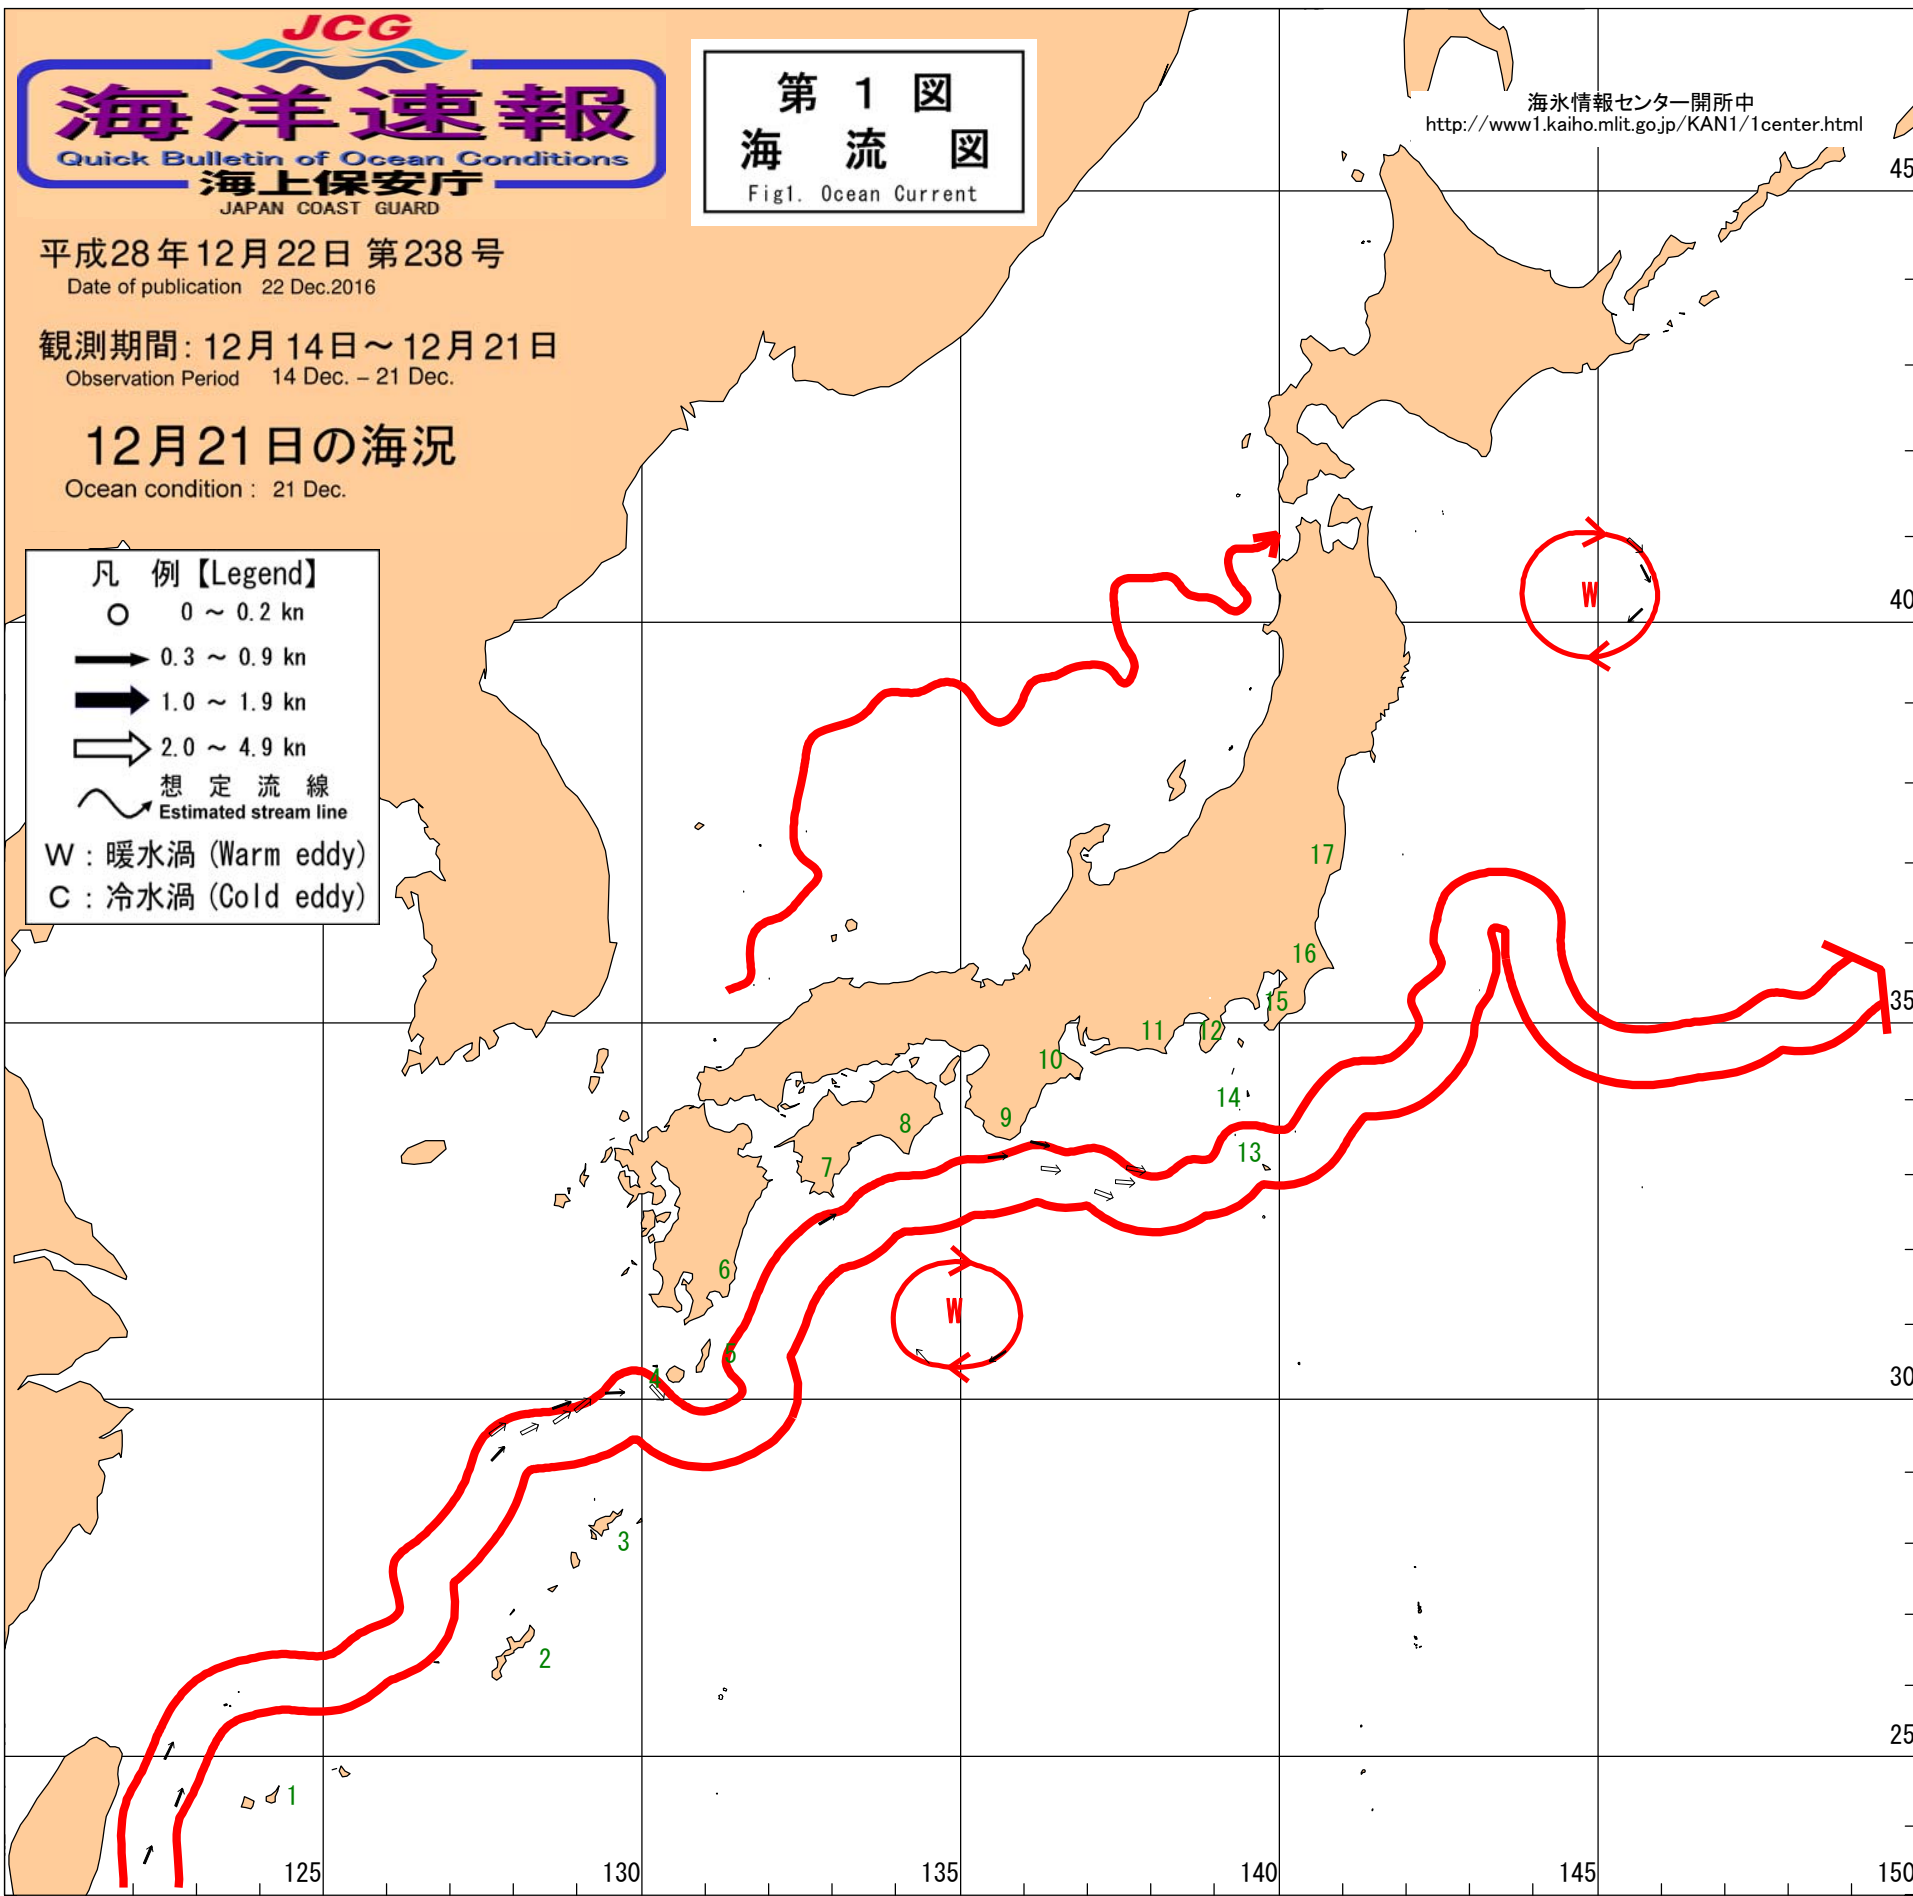 JCG
海洋速報
Quick Bulletin of Ocean Conditions
海上保安庁
JAPAN COAST GUARD
平成28年12月22日 第238号
Date of publication 22 Dec.2016
観測期間: 12月14日～12月21日
Observation Period 14 Dec. – 21 Dec.
12月21日の海況
Ocean condition : 21 Dec.
第 1 図
海 流 図
Fig1. Ocean Current
海氷情報センター開所中
http://www1.kaiho.mlit.go.jp/KAN1/1center.html
凡 例【Legend】
0 ～ 0.2 kn
0.3 ～ 0.9 kn
1.0 ～ 1.9 kn
2.0 ～ 4.9 kn
想 定 流 線
Estimated stream line
W : 暖水渦 (Warm eddy)
C : 冷水渦 (Cold eddy)
45
40
35
30
25
W
W
17
16
15
12
11
10
14
13
9
8
7
6
5
4
3
2
1
125
130
135
140
145
150